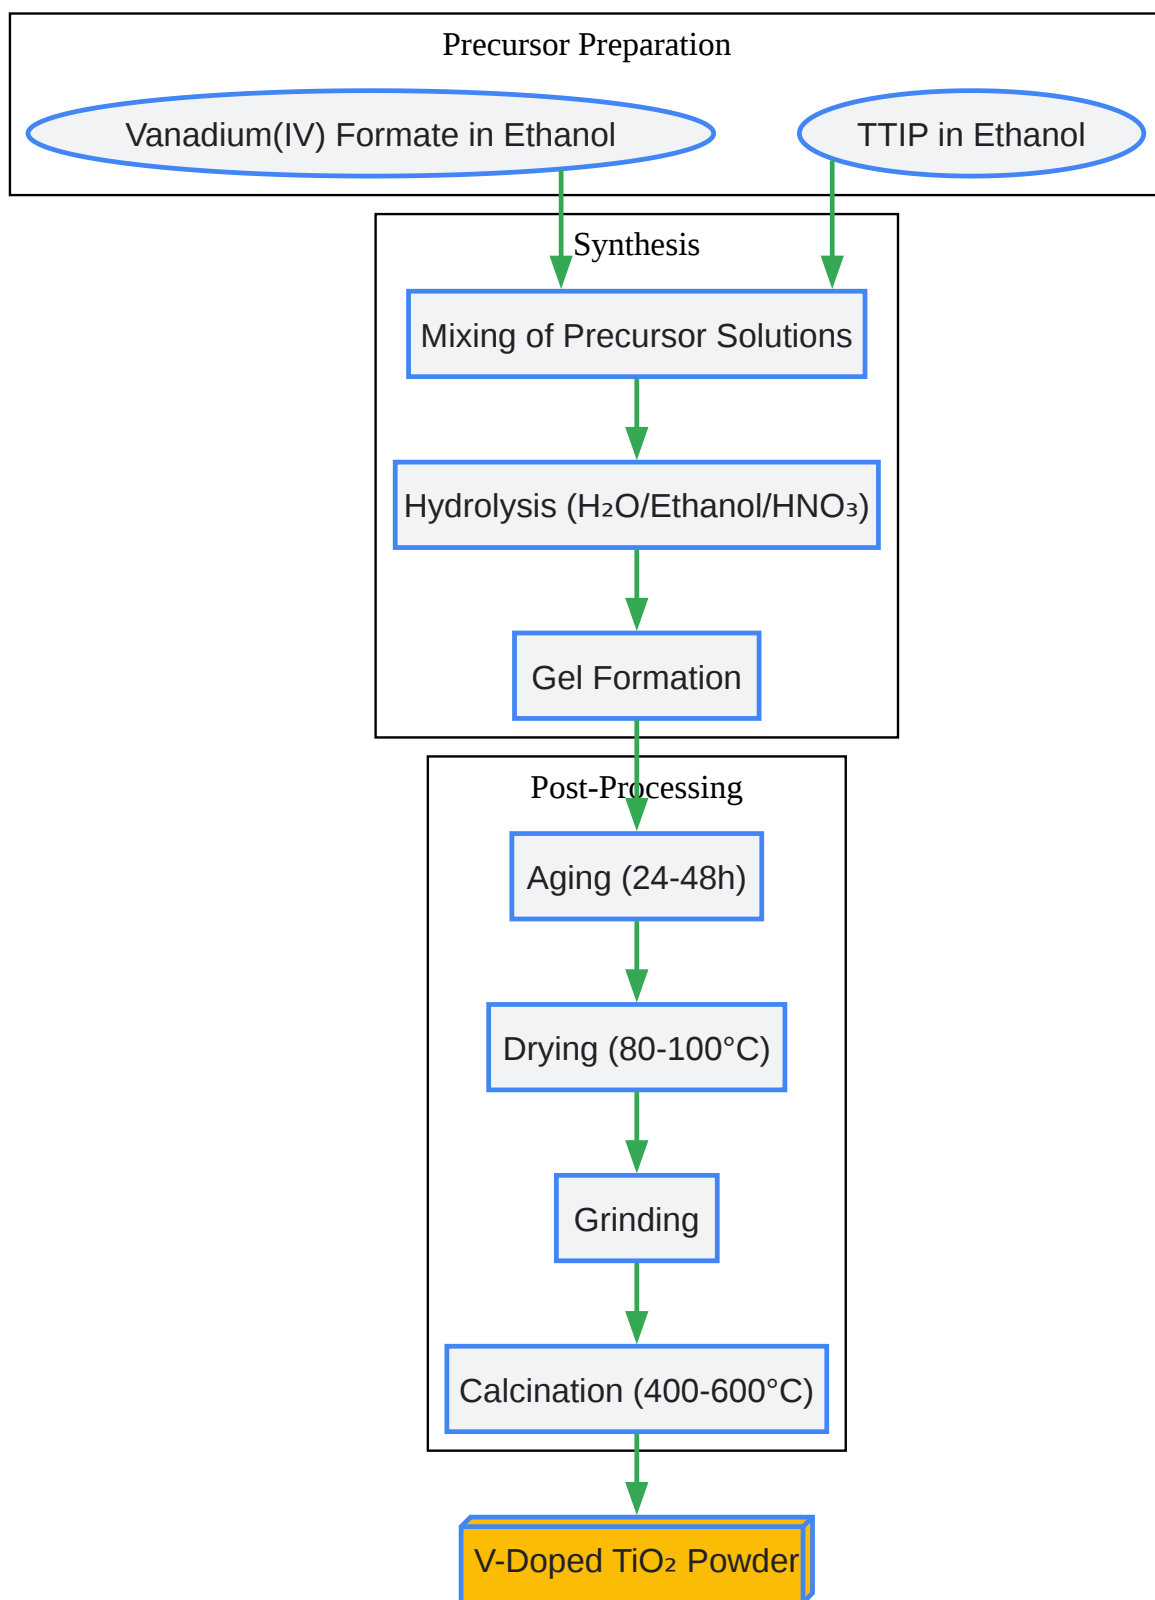 Precursor Preparation
Vanadium(IV) Formate in Ethanol
TTIP in Ethanol
Synthesis
Mixing of Precursor Solutions
Hydrolysis (H₂O/Ethanol/HNO₃)
Gel Formation
Post-Processing
Aging (24-48h)
Drying (80-100°C)
Grinding
Calcination (400-600°C)
V-Doped TiO₂ Powder